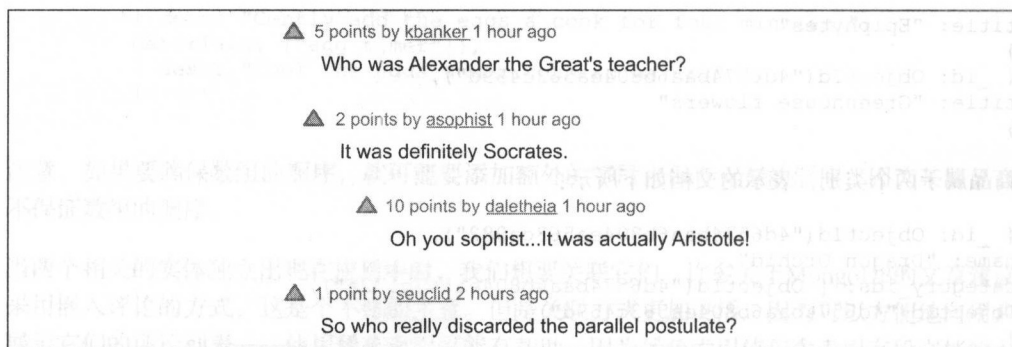 5 points by kbanker 1 hour ago
Who was Alexander the Great's teacher?
2 points by asophist 1 hour ago
It was definitely Socrates.
10 points by daletheia 1 hour ago
Oh you sophist...It was actually Aristotle!
1 point by seuclid 2 hours ago
So who really discarded the parallel postulate?